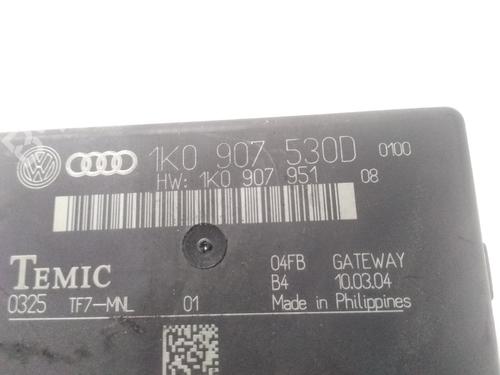 1K0 907 530D 0100
HW: 1K0 907 951 08
TEMIC
04FB GATEWAY
B4 10.03.04
0325 TF7-MNL 01 Made in Philippines